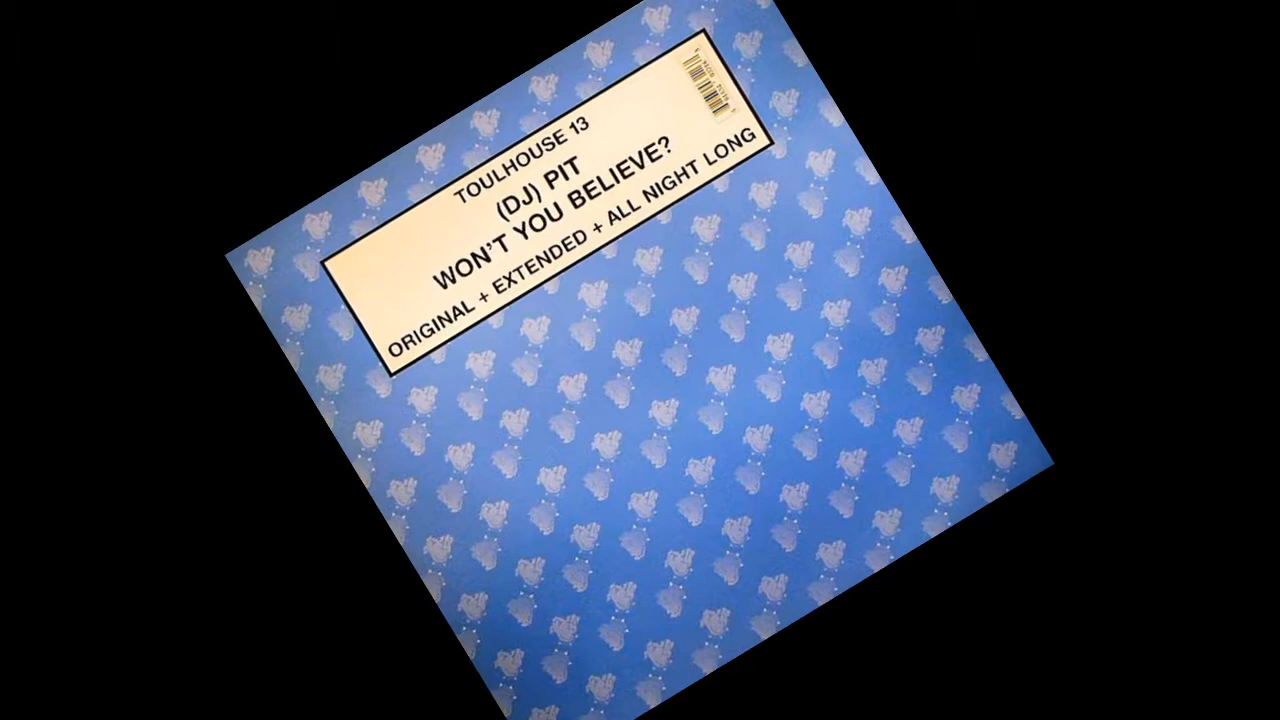 TOULHOUSE 13
(DJ) PIT
WON'T YOU BELIEVE?
ORIGINAL + EXTENDED + ALL NIGHT LONG